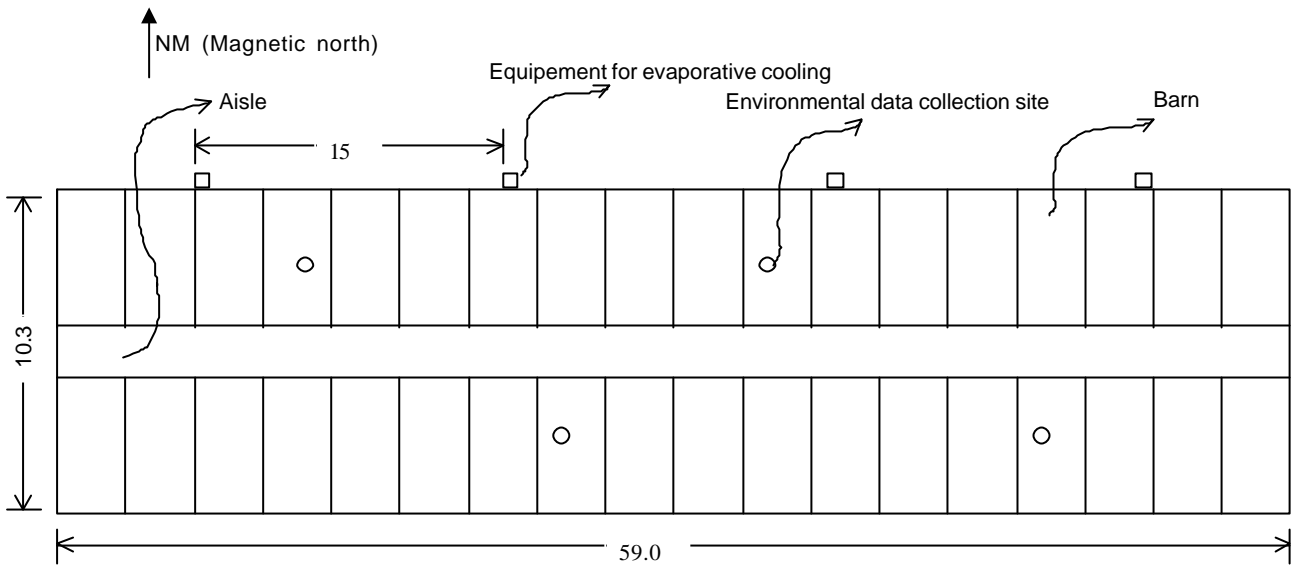 NM (Magnetic north)
Equipement for evaporative cooling
Aisle
Environmental data collection site
Barn
15
10.3
59.0